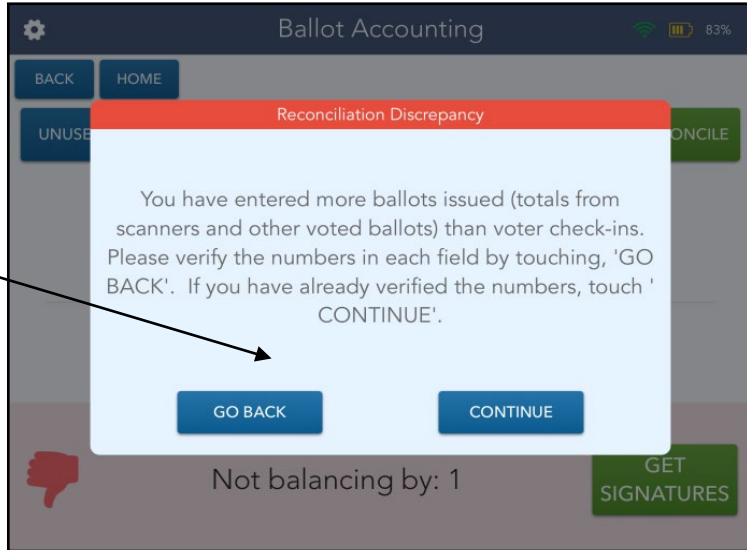 Ballot Accounting
83%
BACK
HOME
UNUSE
ONCILE
Reconciliation Discrepancy
You have entered more ballots issued (totals from
scanners and other voted ballots) than voter check-ins.
Please verify the numbers in each field by touching, 'GO
BACK'.  If you have already verified the numbers, touch '
CONTINUE'.
GO BACK
CONTINUE
Not balancing by: 1
GET
SIGNATURES